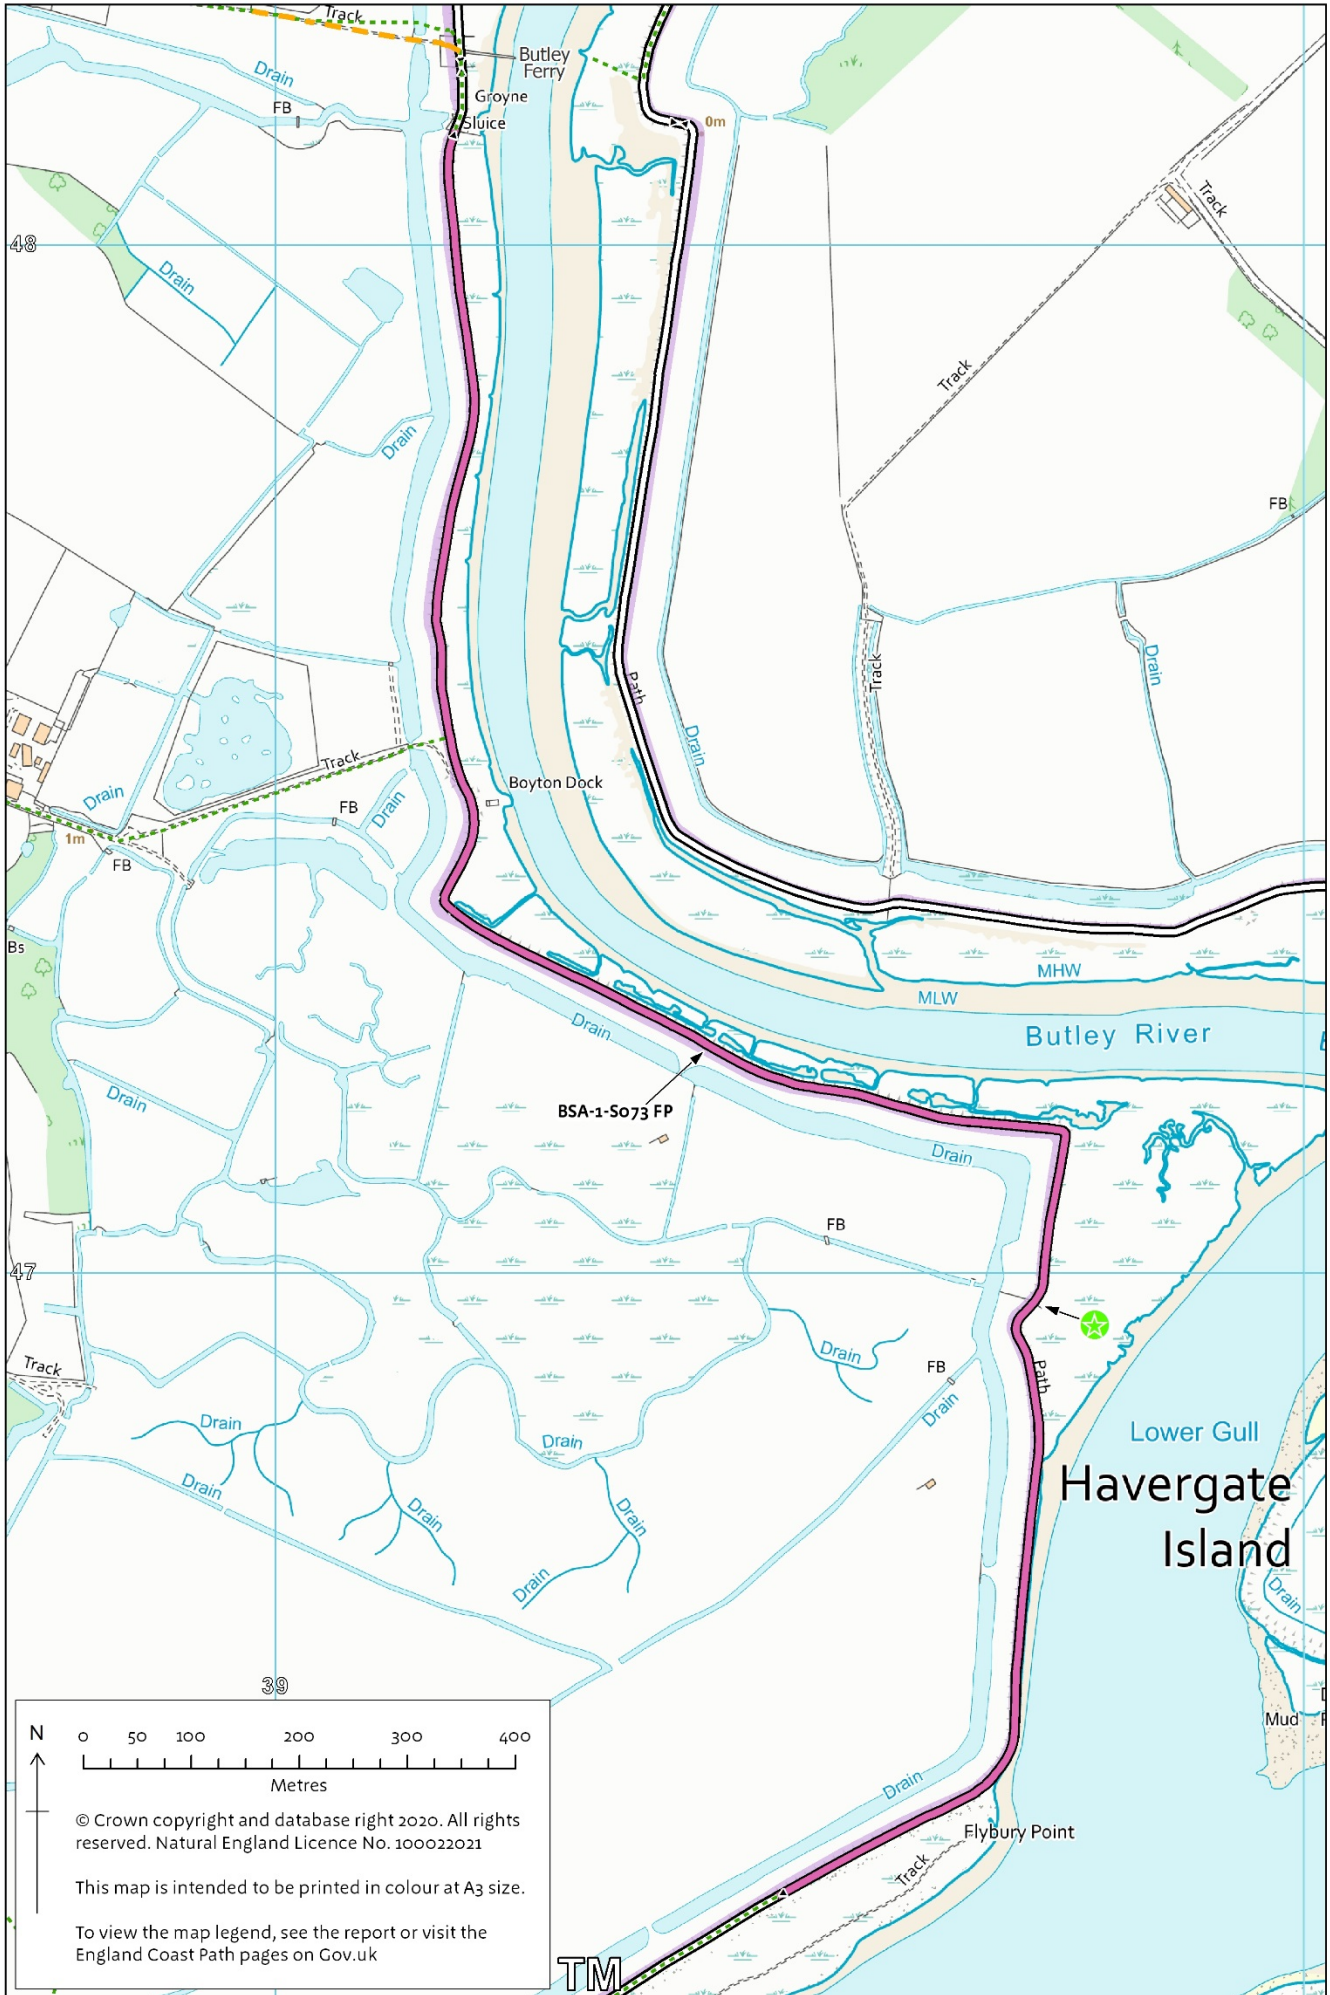 Track
Butley
Ferry
Drain
FB
Groyne
Sluice
0m
Track
48
Drain
Track
Drain
FB
Path
Track
Drain
Drain
Track
Boyton Dock
Drain
FB
Drain
1m
FB
Bs
MHW
MLW
Butley River
Drain
BSA-1-S073 FP
Drain
Drain
FB
47
Track
Path
Drain
FB
Drain
Lower Gull
Havergate
Island
Drain
Drain
Drain
Drain
Drain
Drain
Drain
39
Mud
N
0 50 100 200 300 400
Metres
© Crown copyright and database right 2020. All rights
reserved. Natural England Licence No. 100022021
This map is intended to be printed in colour at A3 size.
To view the map legend, see the report or visit the
England Coast Path pages on Gov.uk
Drain
Flybury Point
Track
TM